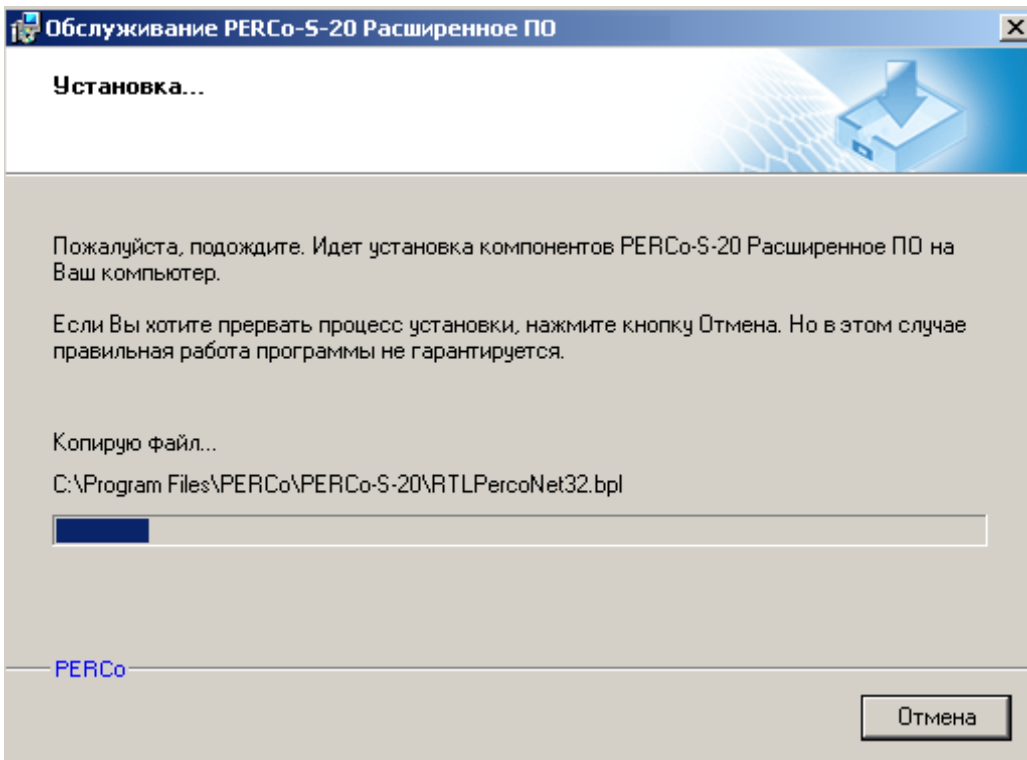 Обслуживание PERCo-S-20 Расширенное ПО
Установка...
Пожалуйста, подождите. Идет установка компонентов PERCo-S-20 Расширенное ПО на
Ваш компьютер.
Если Вы хотите прервать процесс установки, нажмите кнопку Отмена. Но в этом случае
правильная работа программы не гарантируется.
Копирую файл...
C:\Program Files\PERCo\PERCo-S-20\RTLPercoNet32.bpl
PERCo
Отмена